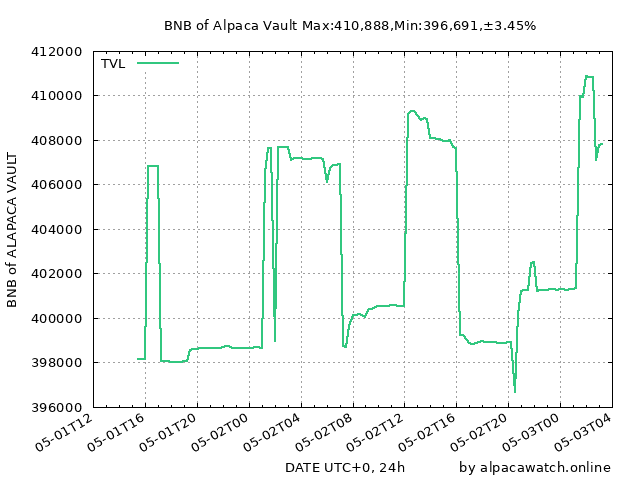 BNB of Alpaca Vault Max:410,888,Min:396,691,±3.45%
412000
TVL
410000
408000
406000
404000
402000
400000
398000
396000
BNB of ALAPACA VAULT
05-01T12
05-01T16
05-01T20
05-02T00
05-02T04
05-02T08
05-02T12
05-02T16
05-02T20
05-03T00
05-03T04
DATE UTC+0, 24h
by alpacawatch.online